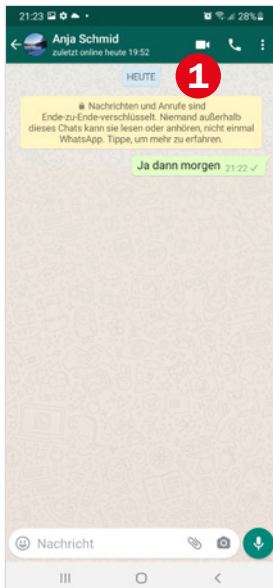 21:23 28%
Anja Schmid
zuletzt online heute 19:52
HEUTE
1
Nachrichten und Anrufe sind
Ende-zu-Ende-verschlüsselt. Niemand außerhalb
dieses Chats kann sie lesen oder anhören, nicht einmal
WhatsApp. Tippe, um mehr zu erfahren.
Ja dann morgen 21:22
Nachricht